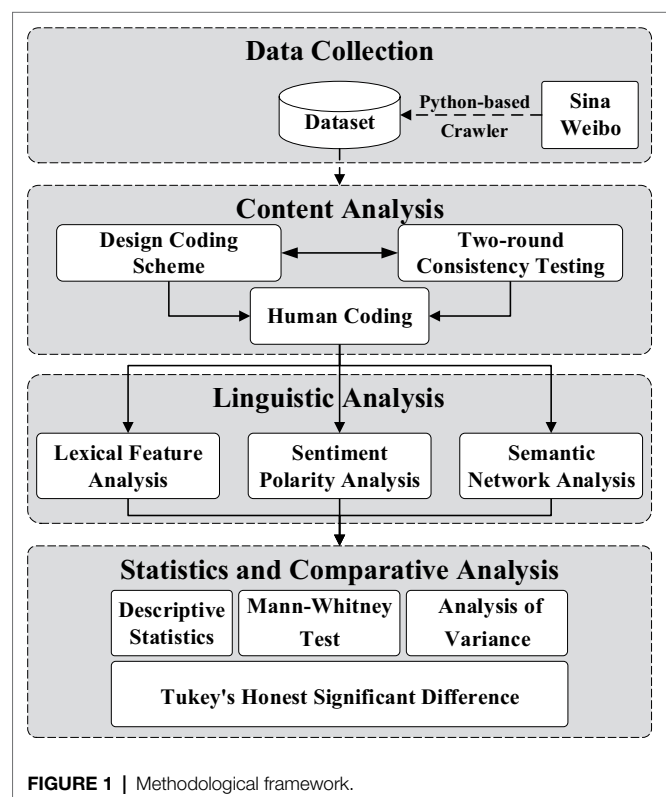 Data Collection
Python-based
Crawler
Sina
Weibo
Dataset
Content Analysis
Design Coding
Scheme
Two-round
Consistency Testing
Human Coding
Linguistic Analysis
Lexical Feature
Analysis
Sentiment
Polarity Analysis
Semantic
Network Analysis
Statistics and Comparative Analysis
Descriptive
Statistics
Mann-Whitney
Test
Analysis of
Variance
Tukey's Honest Significant Difference
FIGURE 1 | Methodological framework.